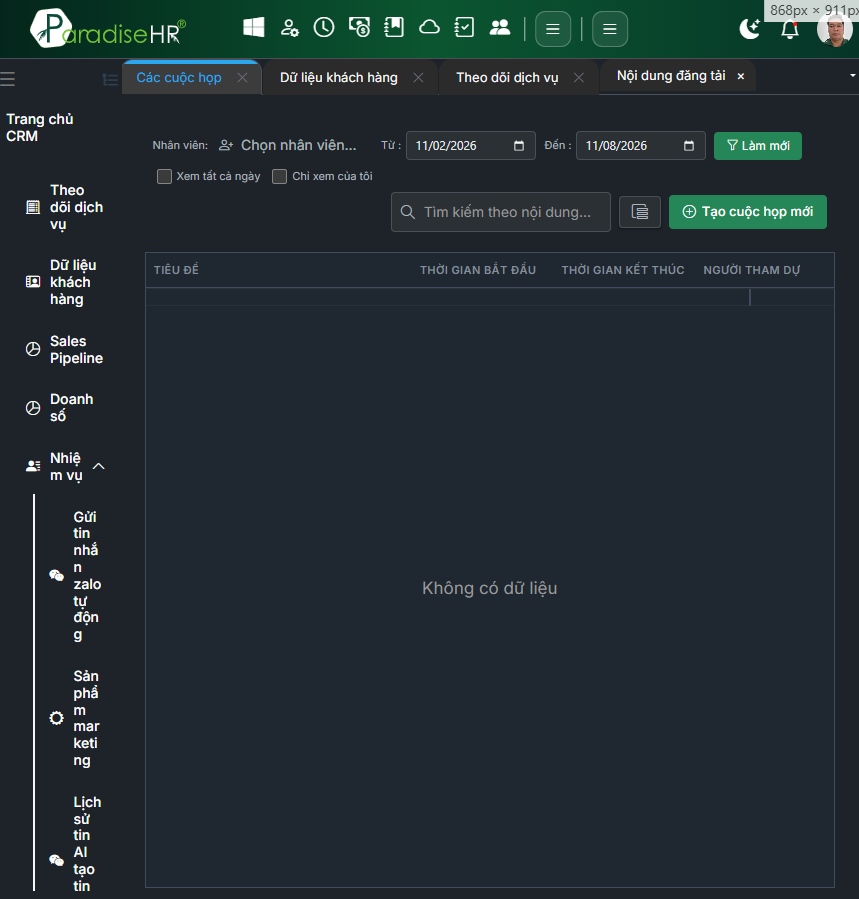 868px × 911px
ParadiseHR®
Các cuộc họp
Dữ liệu khách hàng
Theo dõi dịch vụ
Nội dung đăng tải ×
Trang chủ
CRM
Theo
dõi dịch
vụ
Dữ liệu
khách
hàng
Sales
Pipeline
Doanh
số
Nhiệ
m vụ
Gửi
tin
nhắ
n
zalo
tự
độn
g
Sản
phẩ
m
mar
keti
ng
Lịch
sử
tin
AI
tạo
tin
Nhân viên: Chọn nhân viên... Từ : 11/02/2026 Đến : 11/08/2026 Làm mới
Xem tất cả ngày Chỉ xem của tôi
Tìm kiếm theo nội dung... Tạo cuộc họp mới
TIÊU ĐỀ THỜI GIAN BẮT ĐẦU THỜI GIAN KẾT THÚC NGƯỜI THAM DỰ
Không có dữ liệu